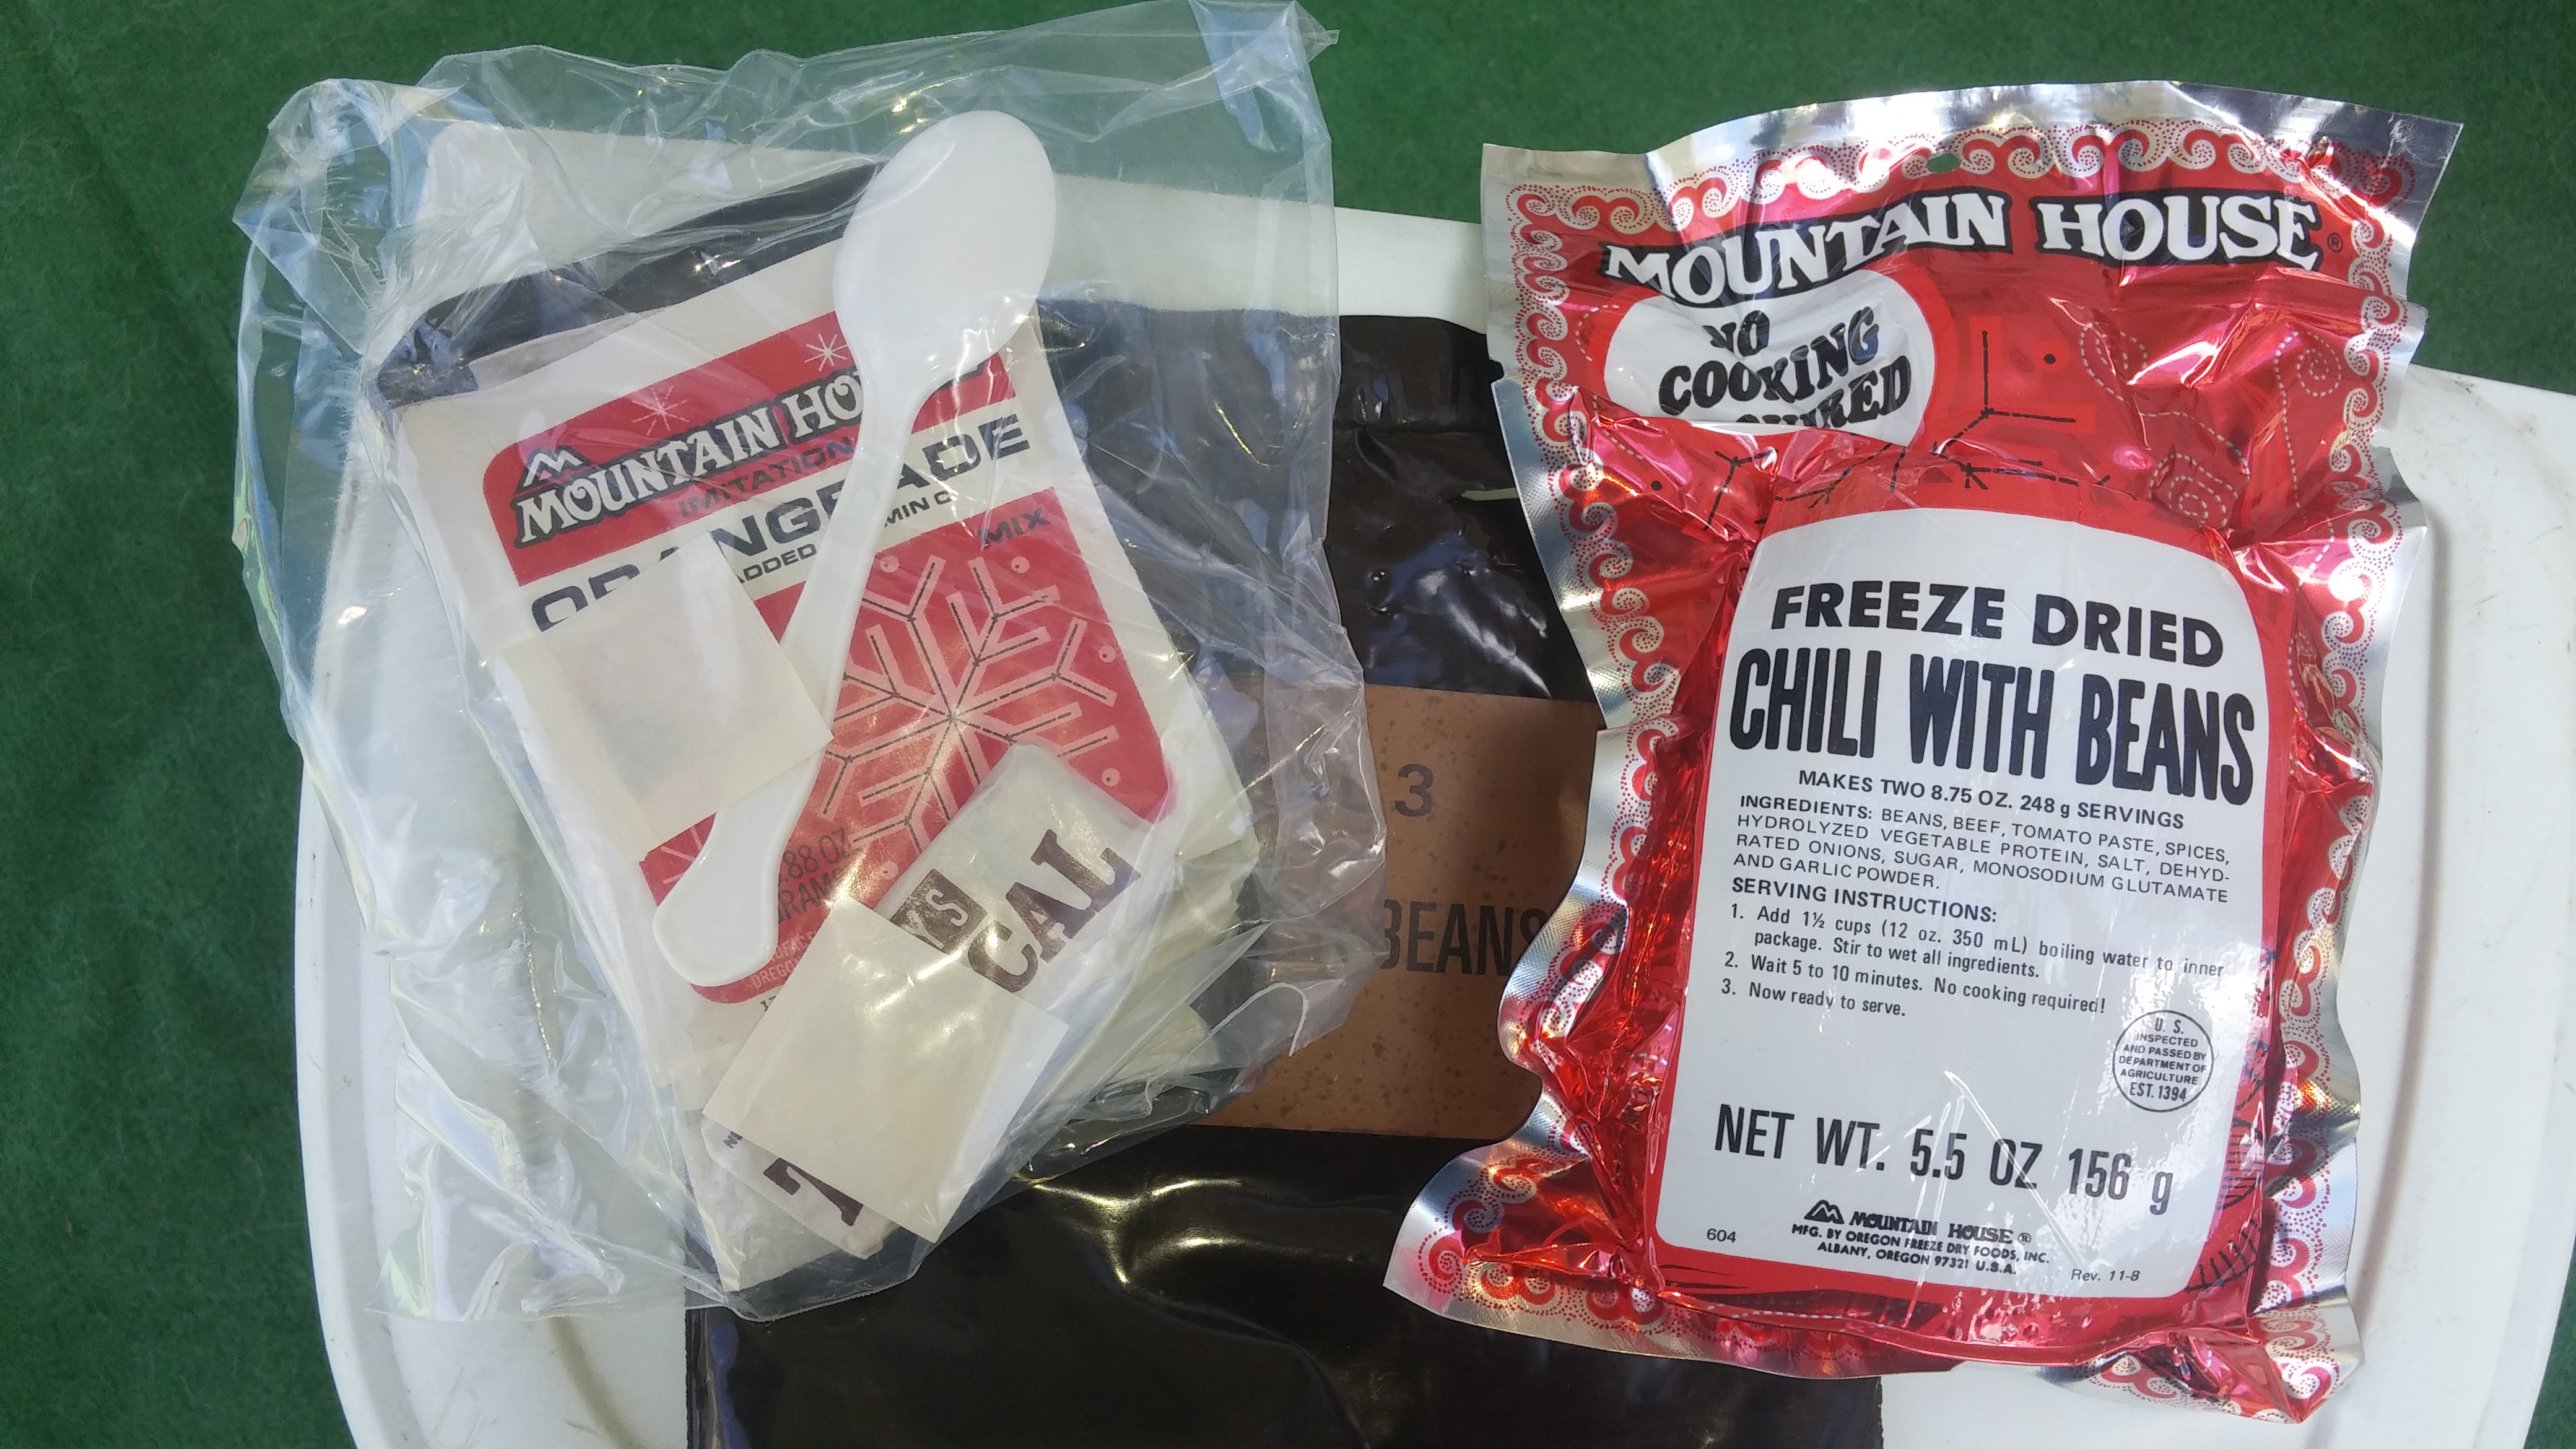 MOUNTAIN HO
IMITATION
ORANGEADE
ADDED
MIN C
MIX
.88 OZ
GRAMS
OREGO
YS
CAL
3
BEANS
MOUNTAIN HOUSE®
NO
COOKING
FREEZE DRIED
CHILI WITH BEANS
MAKES TWO 8.75 OZ. 248 g SERVINGS
INGREDIENTS: BEANS, BEEF, TOMATO PASTE, SPICES,
HYDROLYZED VEGETABLE PROTEIN, SALT, DEHYD-
RATED ONIONS, SUGAR, MONOSODIUM GLUTAMATE
AND GARLIC POWDER.
SERVING INSTRUCTIONS:
1. Add 1½ cups (12 oz. 350 mL) boiling water to inner
package. Stir to wet all ingredients.
2. Wait 5 to 10 minutes. No cooking required!
3. Now ready to serve.
U. S.
INSPECTED
AND PASSED BY
DEPARTMENT OF
AGRICULTURE
EST. 1394
NET WT. 5.5 OZ 156 g
MOUNTAIN HOUSE®
604
MFG. BY OREGON FREEZE DRY FOODS, INC.
ALBANY, OREGON 97321 U.S.A.
Rev. 11-8